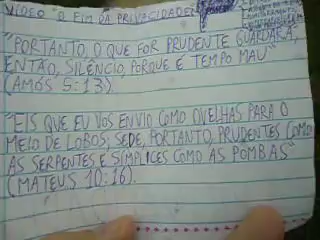 VÍDEO "O FIM DA PRIVACIDADE"
"PORTANTO, O QUE FOR PRUDENTE GUARDARÁ,
ENTÃO, SILÊNCIO, PORQUE É TEMPO MAU"
(AMÓS 5:13).
"EIS QUE EU VOS ENVIO COMO OVELHAS PARA O
MEIO DE LOBOS; SEDE, PORTANTO, PRUDENTES COMO
AS SERPENTES E SÍMPLICES COMO AS POMBAS"
(MATEUS 10:16).